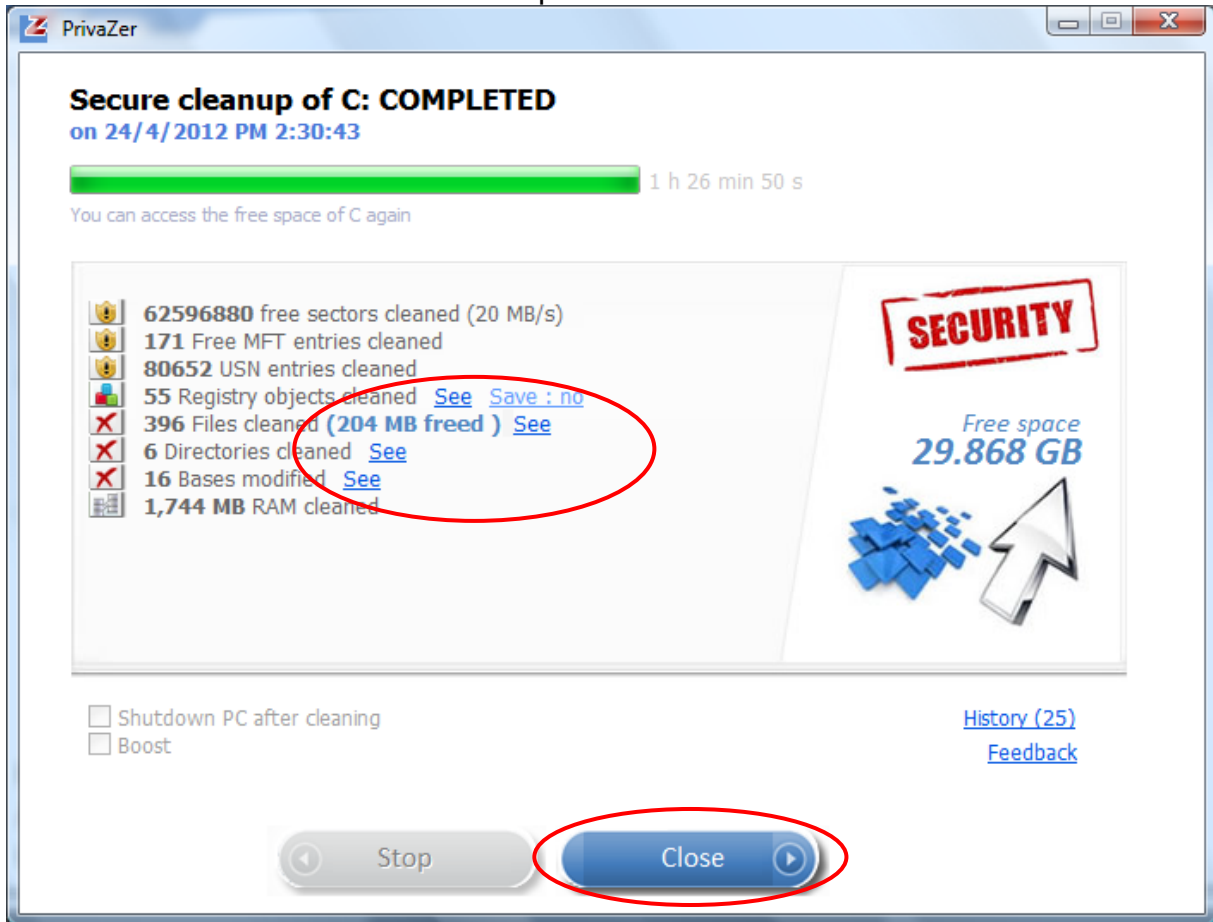 PrivaZer
Secure cleanup of C: COMPLETED
on 24/4/2012 PM 2:30:43
1 h 26 min 50 s
You can access the free space of C again
62596880 free sectors cleaned (20 MB/s)
171 Free MFT entries cleaned
80652 USN entries cleaned
55 Registry objects cleaned See Save : no
396 Files cleaned (204 MB freed ) See
6 Directories cleaned See
16 Bases modified See
1,744 MB RAM cleaned
SECURITY
Free space
29.868 GB
Shutdown PC after cleaning
Boost
History (25)
Feedback
Stop
Close